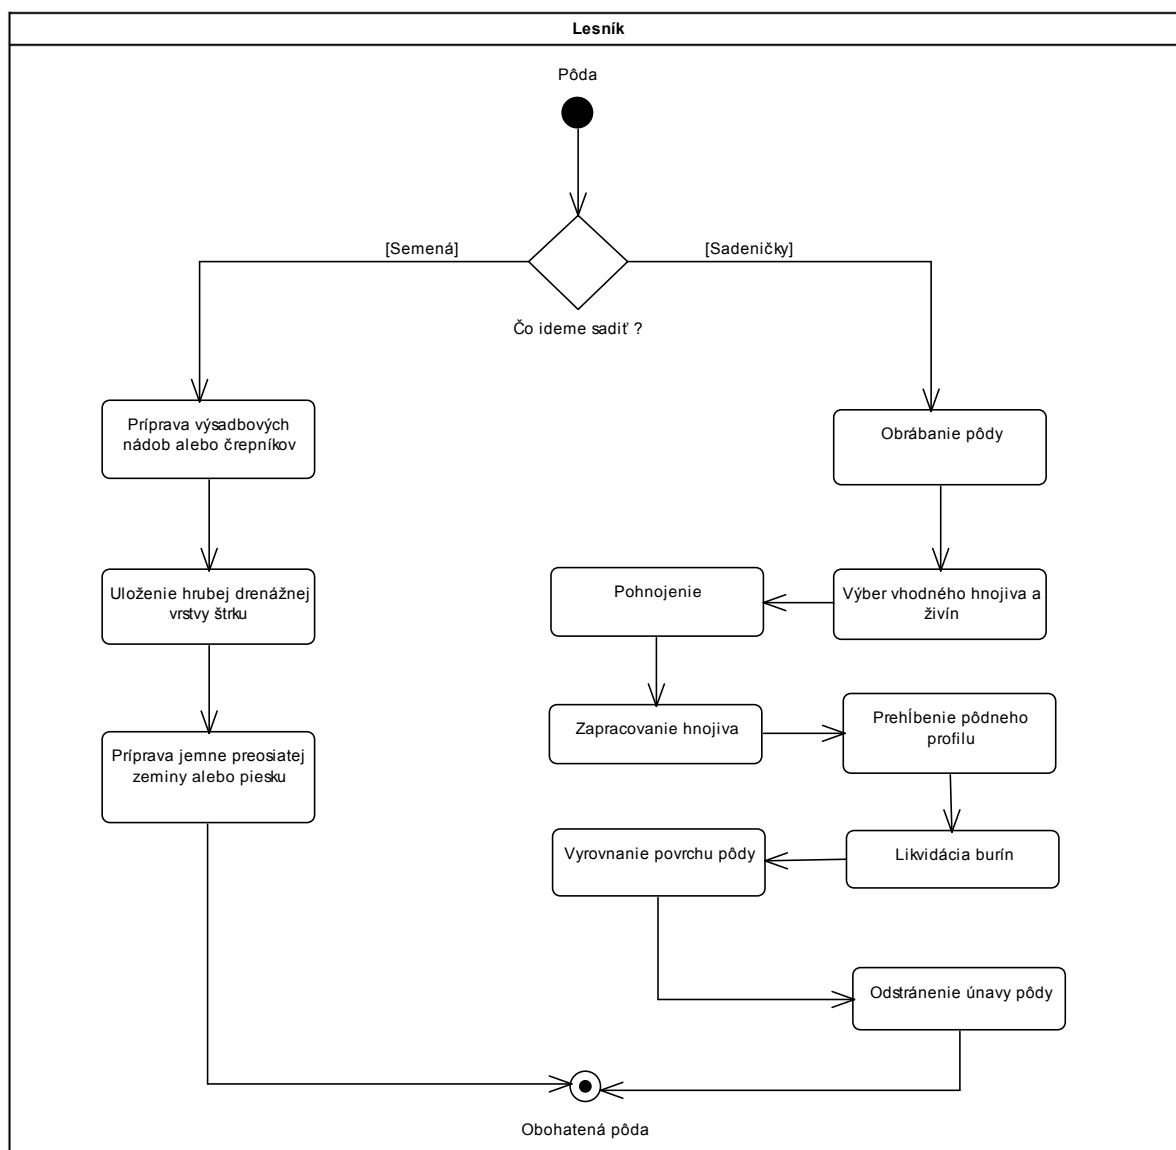 Lesník
Pôda
[Semená]
[Sadeničky]
Čo ideme sadiť ?
Príprava výsadbových
nádob alebo črepníkov
Uloženie hrubej drenážnej
vrstvy štrku
Príprava jemne preosiatej
zeminy alebo piesku
Obrábanie pôdy
Výber vhodného hnojiva a
živín
Pohnojenie
Zapracovanie hnojiva
Prehĺbenie pôdneho
profilu
Likvidácia burín
Vyrovnanie povrchu pôdy
Odstránenie únavy pôdy
Obohatená pôda